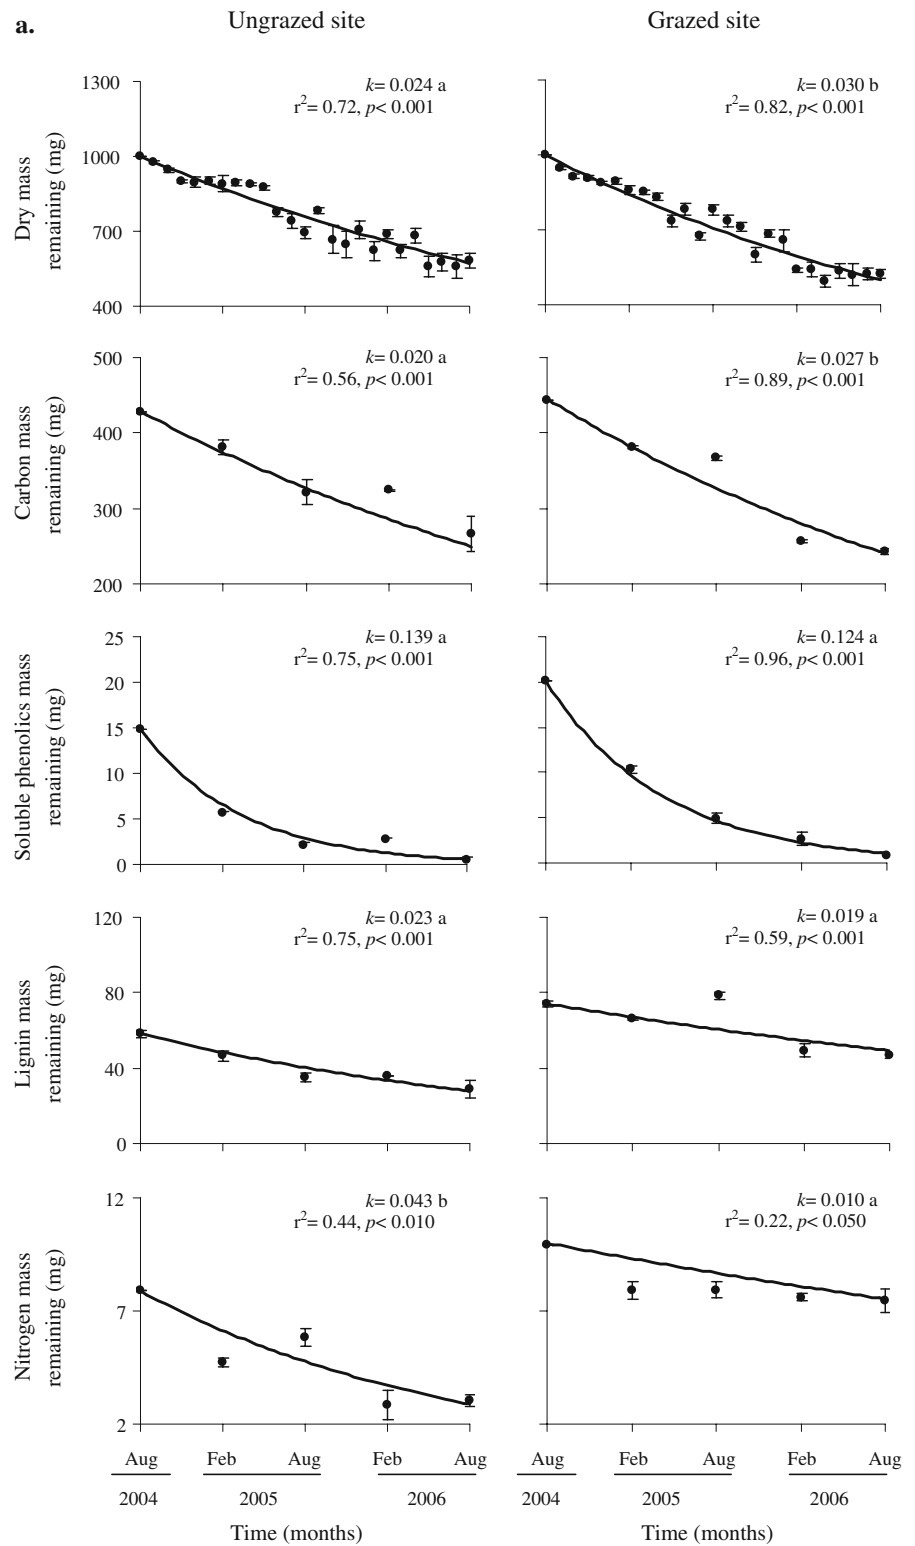 a.
Ungrazed site
Grazed site
Dry mass
remaining (mg)
1300
1000
700
400
k= 0.024 a
r²= 0.72, p< 0.001
k= 0.030 b
r²= 0.82, p< 0.001
Carbon mass
remaining (mg)
500
400
300
200
k= 0.020 a
r²= 0.56, p< 0.001
k= 0.027 b
r²= 0.89, p< 0.001
Soluble phenolics mass
remaining (mg)
25
20
15
10
5
0
k= 0.139 a
r²= 0.75, p< 0.001
k= 0.124 a
r²= 0.96, p< 0.001
Lignin mass
remaining (mg)
120
80
40
0
k= 0.023 a
r²= 0.75, p< 0.001
k= 0.019 a
r²= 0.59, p< 0.001
Nitrogen mass
remaining (mg)
12
7
2
k= 0.043 b
r²= 0.44, p< 0.010
k= 0.010 a
r²= 0.22, p< 0.050
Aug Feb Aug Feb Aug
2004 2005 2006
Time (months)
Aug Feb Aug Feb Aug
2004 2005 2006
Time (months)